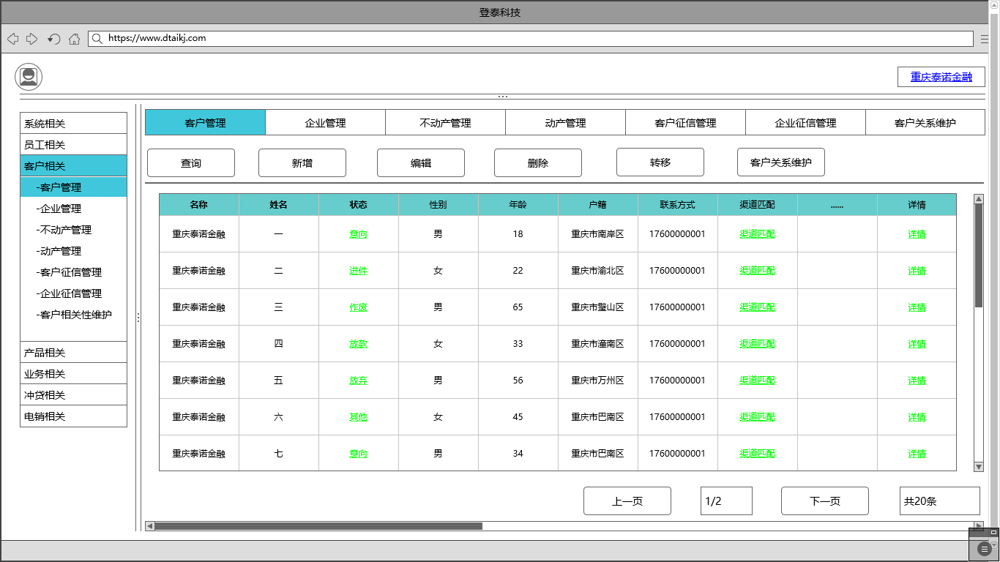 登泰科技
https://www.dtaikj.com
重庆泰诺金融
系统相关
员工相关
客户相关
-客户管理
-企业管理
-不动产管理
-动产管理
-客户征信管理
-企业征信管理
-客户相关性维护
产品相关
业务相关
冲贷相关
电销相关
客户管理 企业管理 不动产管理 动产管理 客户征信管理 企业征信管理 客户关系维护
查询 新增 编辑 删除 转移 客户关系维护
名称 姓名 状态 性别 年龄 户籍 联系方式 渠道匹配 ...... 详情
重庆泰诺金融 一 意向 男 18 重庆市南岸区 17600000001 渠道匹配 详情
重庆泰诺金融 二 进件 女 22 重庆市渝北区 17600000001 渠道匹配 详情
重庆泰诺金融 三 作废 男 65 重庆市璧山区 17600000001 渠道匹配 详情
重庆泰诺金融 四 放款 女 33 重庆市潼南区 17600000001 渠道匹配 详情
重庆泰诺金融 五 放弃 男 56 重庆市万州区 17600000001 渠道匹配 详情
重庆泰诺金融 六 其他 女 45 重庆市巴南区 17600000001 渠道匹配 详情
重庆泰诺金融 七 意向 男 34 重庆市巴南区 17600000001 渠道匹配 详情
上一页 1/2 下一页 共20条